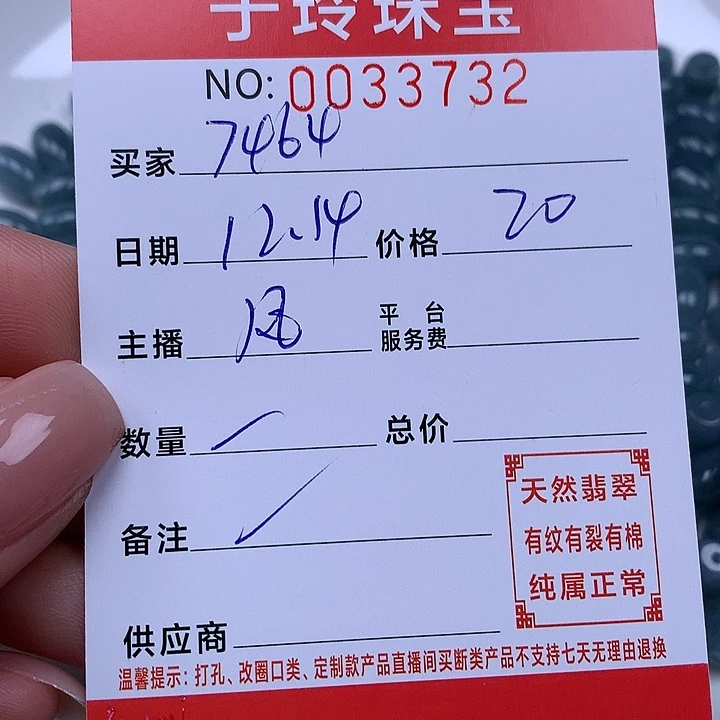 玲珠宝
NO: 0033732
买家 7464
日期 12.14 价格 20
主播 凤 平台服务费
数量 一 总价
备注 ✓
天然翡翠
有纹有裂有棉
纯属正常
供应商
温馨提示：打孔、改圈口类、定制款产品直播间买断类产品不支持七天无理由退换